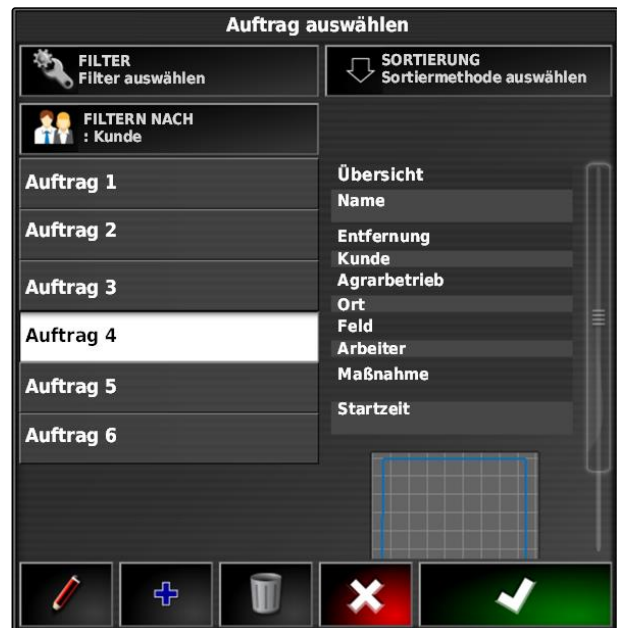 Auftrag auswählen
FILTER
Filter auswählen
SORTIERUNG
Sortiermethode auswählen
FILTERN NACH
: Kunde
Auftrag 1
Auftrag 2
Auftrag 3
Auftrag 4
Auftrag 5
Auftrag 6
Übersicht
Name
Entfernung
Kunde
Agrarbetrieb
Ort
Feld
Arbeiter
Maßnahme
Startzeit